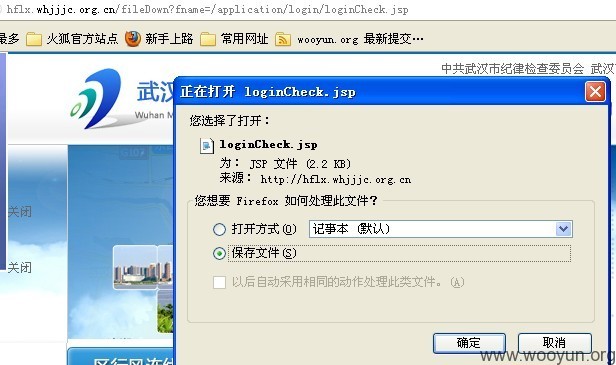 hflx.whjjjc.org.cn/fileDown?fname=/application/login/loginCheck.jsp
最多 火狐官方站点 新手上路 常用网址 wooyun.org 最新提交…
中共武汉市纪律检查委员会 武汉
武汉
Wuhan M
正在打开 loginCheck.jsp
您选择了打开：
loginCheck.jsp
为： JSP 文件 (2.2 KB)
来源： http://hflx.whjjjc.org.cn
您想要 Firefox 如何处理此文件？
打开方式(O) 记事本 (默认)
保存文件(S)
以后自动采用相同的动作处理此类文件。(A)
关闭
关闭
确定 取消
www.wooyun.org